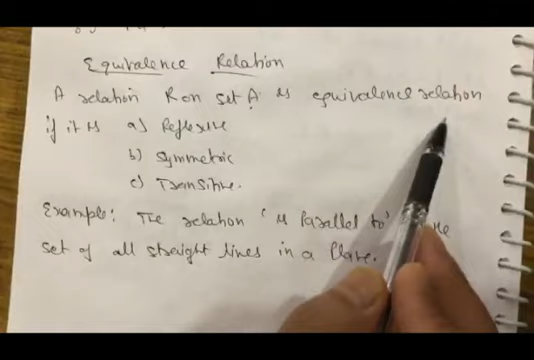 Equivalence Relation
A relation R on set A is equivalence relation
if it is a) Reflexive
b) Symmetric
c) Transitive.
Example: The relation 'is Parallel to' the
set of all straight lines in a Plane.